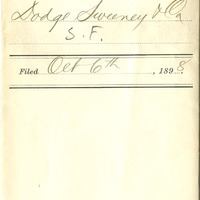 Dodge Sweeney & Co
S. F.
Filed Oct 6th, 1898